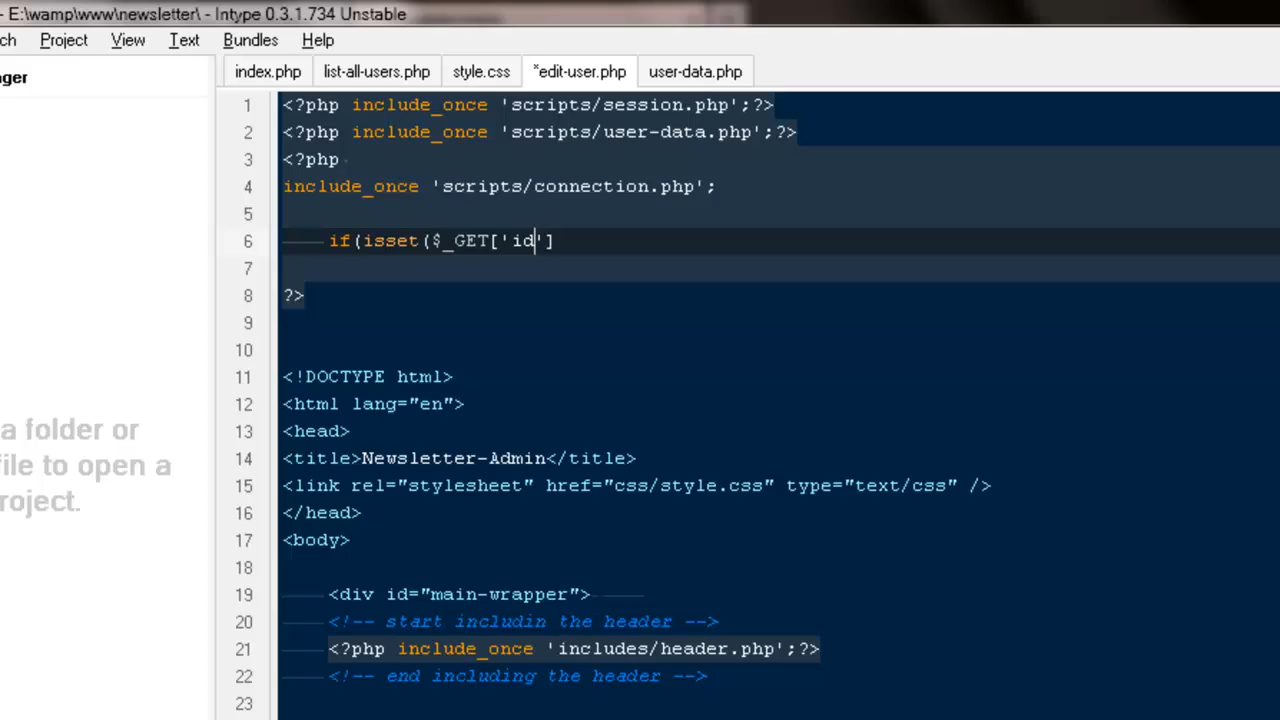 - E:\wamp\www\newsletter\ - Intype 0.3.1.734 Unstable
ch Project View Text Bundles Help
ager
index.php list-all-users.php style.css *edit-user.php user-data.php
1 <?php include_once 'scripts/session.php';?>
2 <?php include_once 'scripts/user-data.php';?>
3 <?php
4 include_once 'scripts/connection.php';
5
6 if(isset($_GET['id']
7
8 ?>
9
10
11 <!DOCTYPE html>
12 <html lang="en">
13 <head>
14 <title>Newsletter-Admin</title>
15 <link rel="stylesheet" href="css/style.css" type="text/css" />
16 </head>
17 <body>
18
19 <div id="main-wrapper">
20 <!-- start includin the header -->
21 <?php include_once 'includes/header.php';?>
22 <!-- end including the header -->
23
a folder or
file to open a
roject.